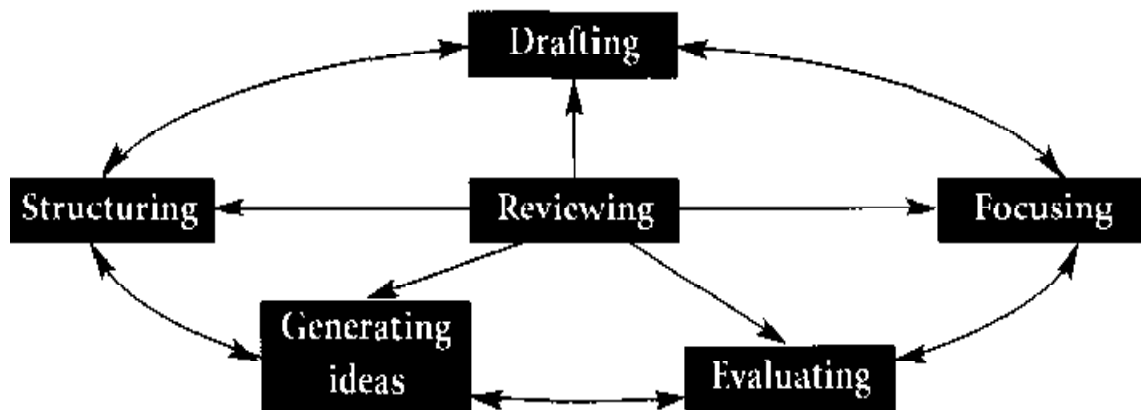 Drafting
Structuring
Reviewing
Focusing
Generating
ideas
Evaluating